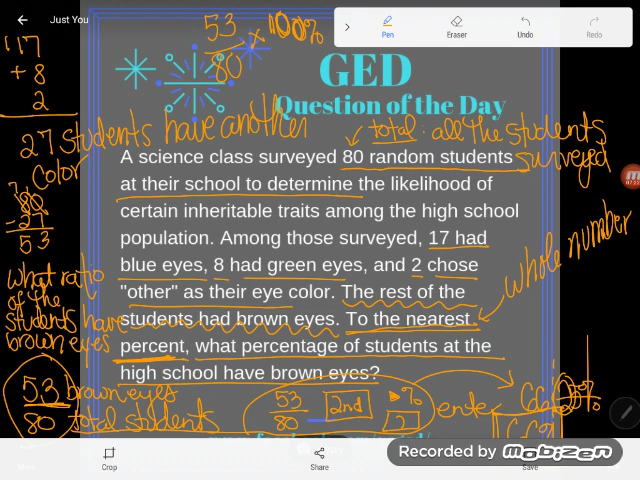 Just You
Pen
Eraser
Undo
Redo
53
80
× 100%
GED
Question of the Day
17
+ 8
2
27 students have another
color
total: all the students
surveyed
A science class surveyed 80 random students
at their school to determine the likelihood of
certain inheritable traits among the high school
population. Among those surveyed, 17 had
blue eyes, 8 had green eyes, and 2 chose
"other" as their eye color. The rest of the
students had brown eyes. To the nearest
percent, what percentage of students at the
high school have brown eyes?
whole number
80
-27
53
what ratio
of the
students have
brown eyes
53 brown eyes
80 total students
53
80
2nd
%
enter
Crop
Share
Save
Recorded by mobizen